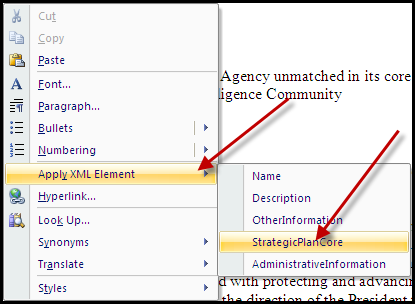 Cut
Copy
Paste
Font...
Paragraph...
Bullets
Numbering
Apply XML Element
Hyperlink...
Look Up...
Synonyms
Translate
Styles
Agency unmatched in its core
igence Community
Name
Description
OtherInformation
StrategicPlanCore
AdministrativeInformation
d with protecting and advancing
the direction of the President